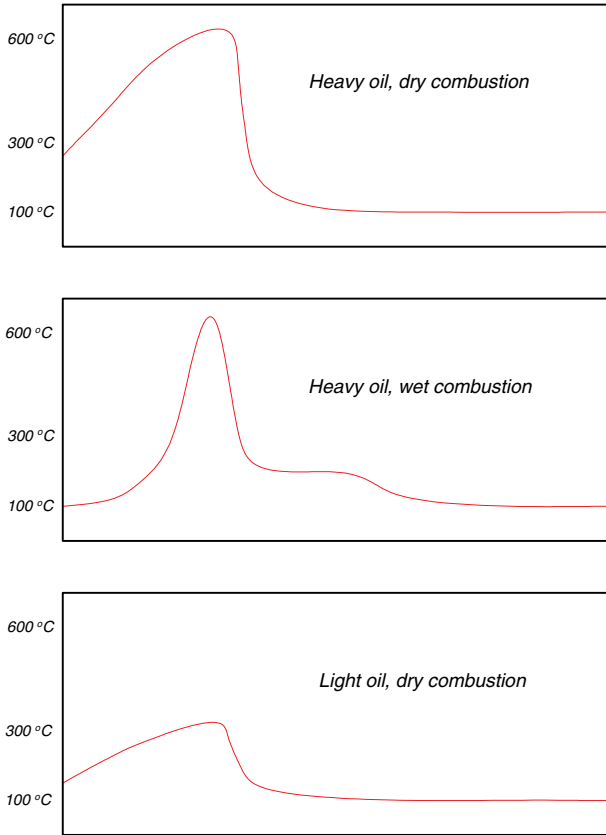 600 °C
Heavy oil, dry combustion
300 °C
100 °C
600 °C
Heavy oil, wet combustion
300 °C
100 °C
600 °C
Light oil, dry combustion
300 °C
100 °C